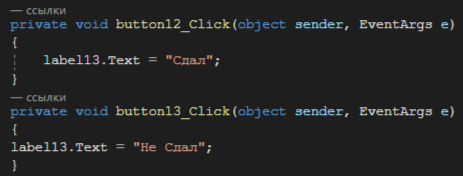 — ссылки
private void button12_Click(object sender, EventArgs e)
{
label13.Text = "Сдал";
}
— ссылки
private void button13_Click(object sender, EventArgs e)
{
label13.Text = "Не Сдал";
}